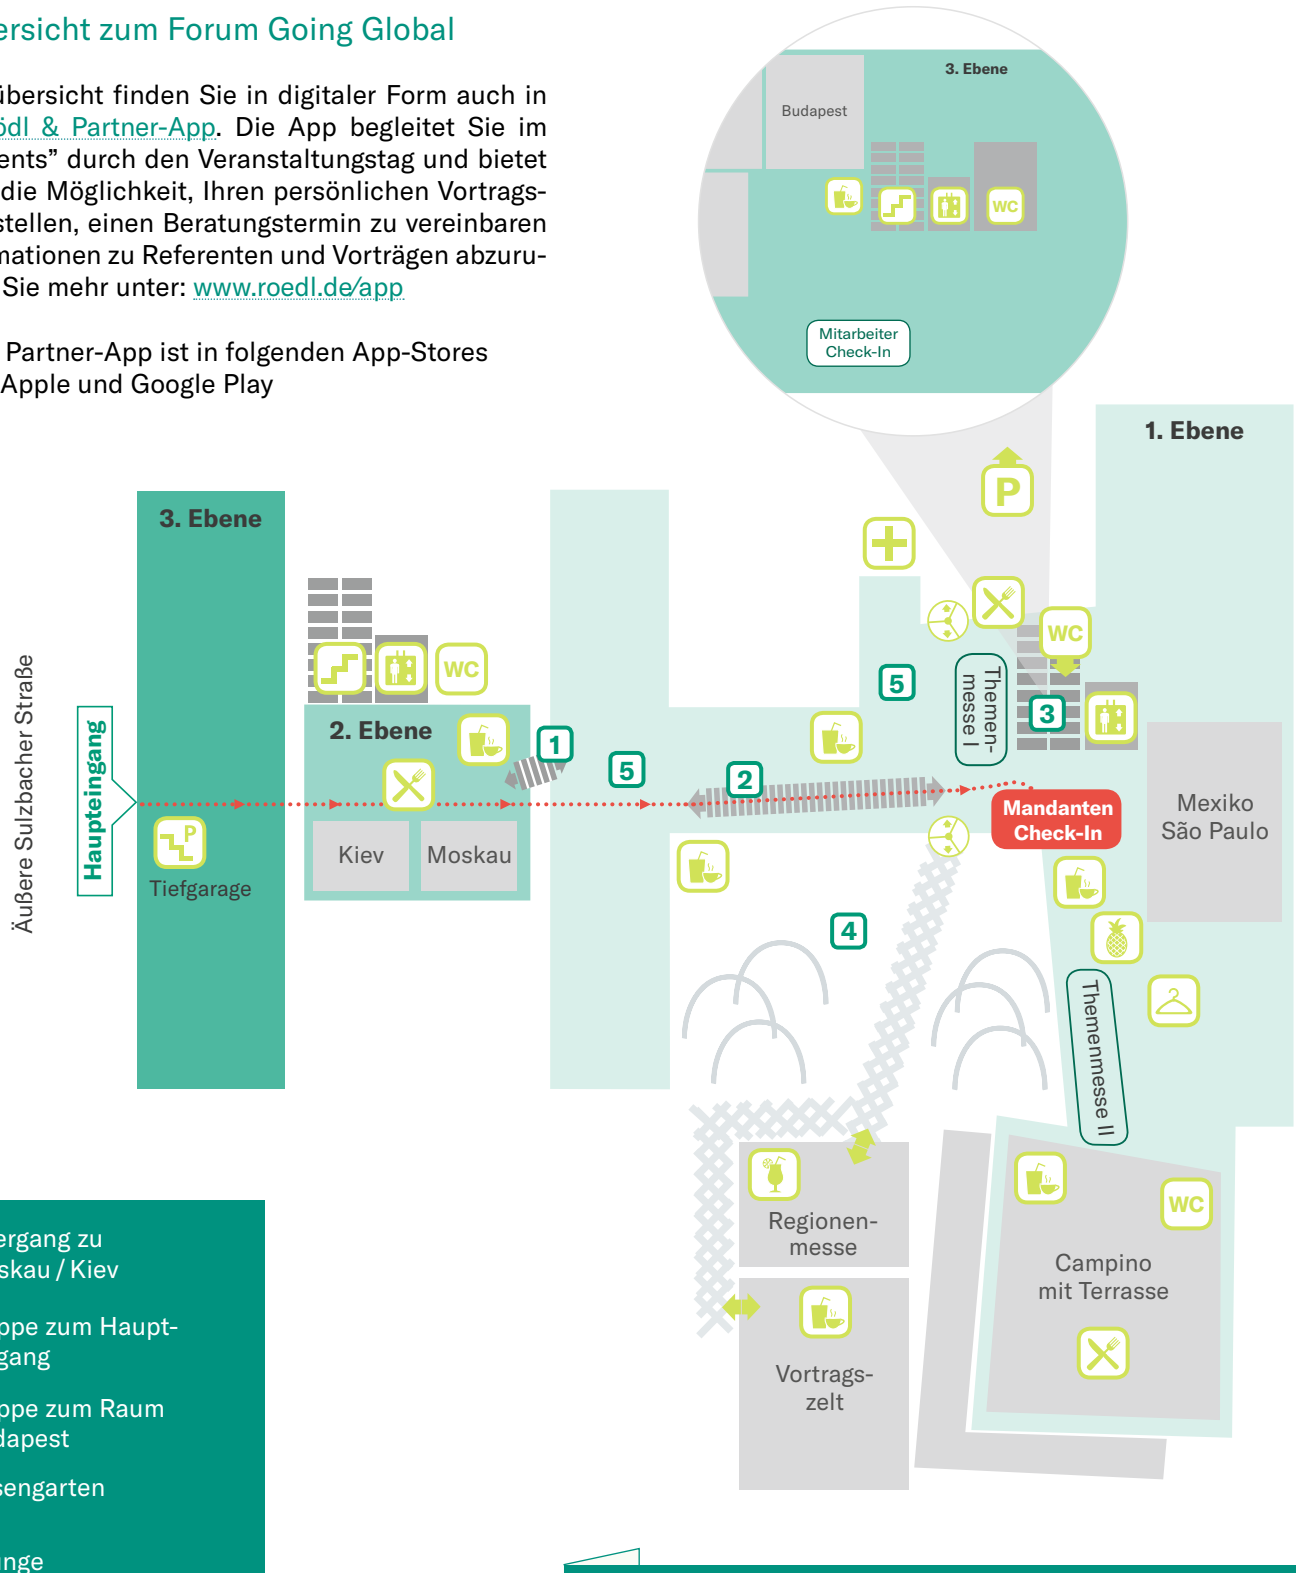 ersicht zum Forum Going Global
übersicht finden Sie in digitaler Form auch in
ödl & Partner-App. Die App begleitet Sie im
ents” durch den Veranstaltungstag und bietet
die Möglichkeit, Ihren persönlichen Vortrags-
stellen, einen Beratungstermin zu vereinbaren
mationen zu Referenten und Vorträgen abzuru-
Sie mehr unter: www.roedl.de/app
Partner-App ist in folgenden App-Stores
Apple und Google Play
3. Ebene
Budapest
WC
Mitarbeiter
Check-In
1. Ebene
P
3. Ebene
WC
WC
Themen-
messe I
5
3
2. Ebene
1
5
2
Äußere Sulzbacher Straße
Haupteingang
Mandanten
Check-In
Mexiko
São Paulo
P
Tiefgarage
Kiev
Moskau
4
Themenmesse II
Regionen-
messe
WC
Campino
mit Terrasse
Vortrags-
zelt
ergang zu
skau / Kiev
ppe zum Haupt-
gang
ppe zum Raum
dapest
sengarten
unge